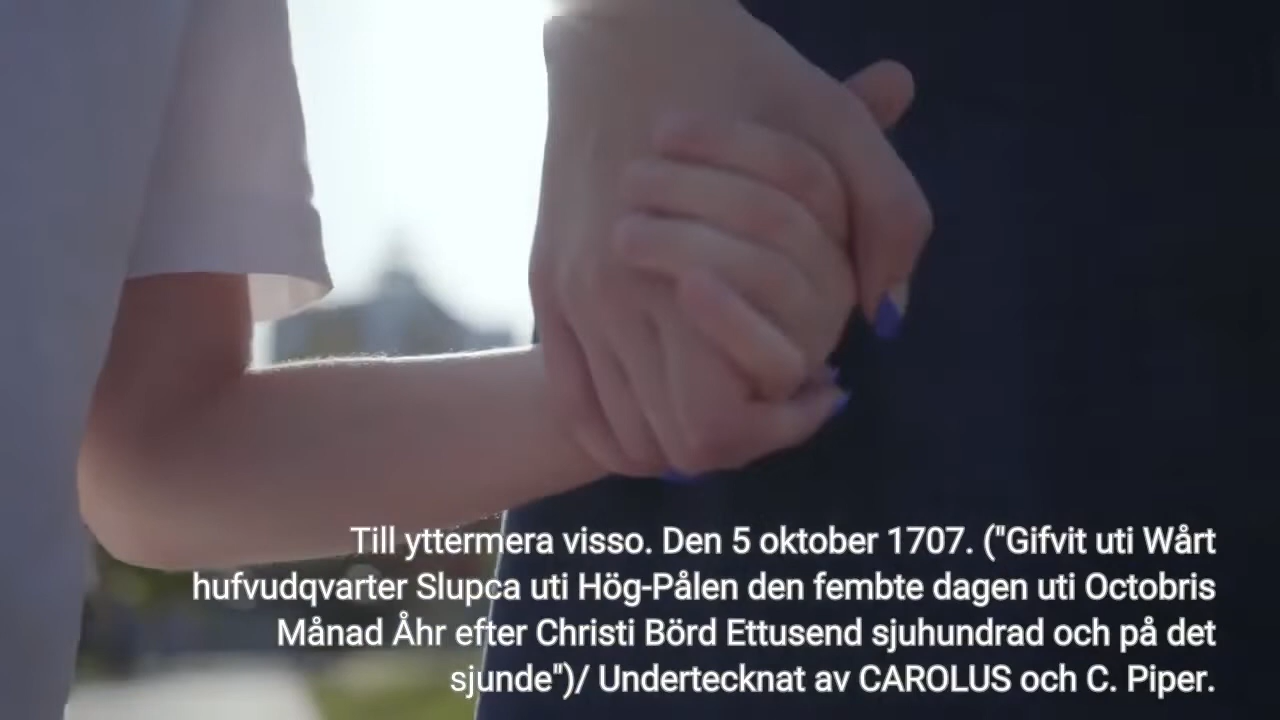 Till yttermera visso. Den 5 oktober 1707. ("Gifvit uti Wårt
hufvudqvarter Slupca uti Hög-Pålen den fembte dagen uti Octobris
Månad Åhr efter Christi Börd Ettusend sjuhundrad och på det
sjunde")/ Undertecknat av CAROLUS och C. Piper.